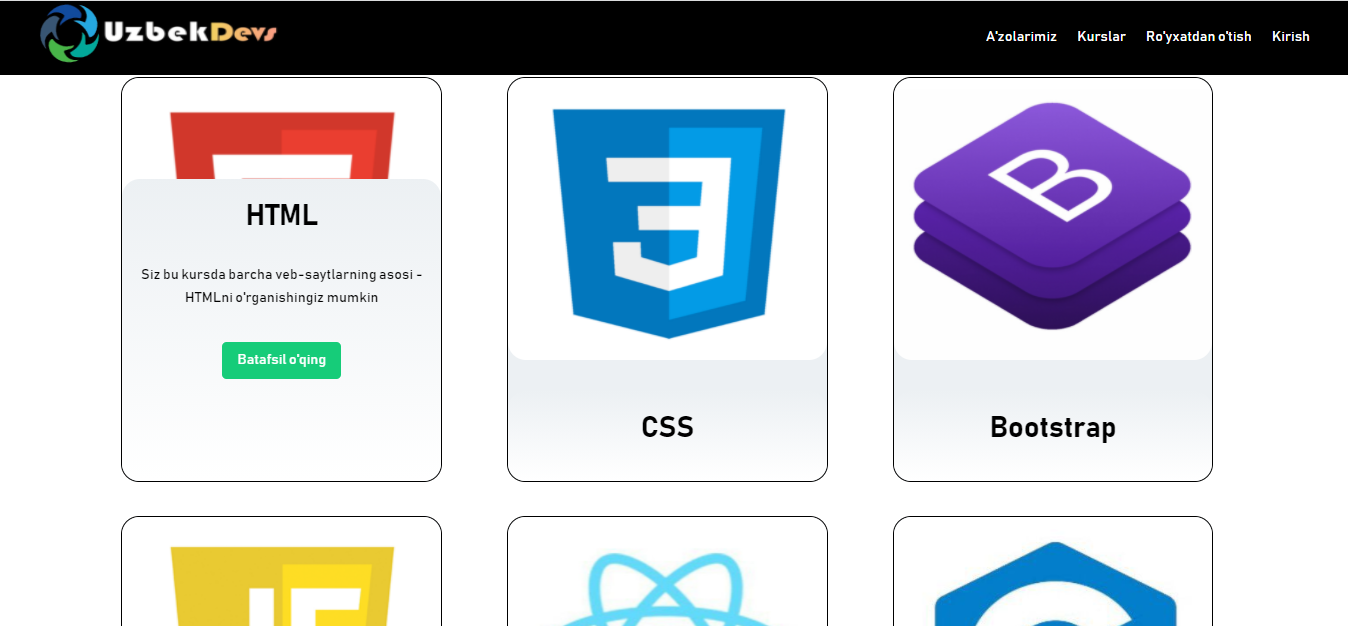 UzbekDevs
A'zolarimiz Kurslar Ro'yxatdan o'tish Kirish
HTML
Siz bu kursda barcha veb-saytlarning asosi -
HTMLni o'rganishingiz mumkin
Batafsil o'qing
3
CSS
B
Bootstrap